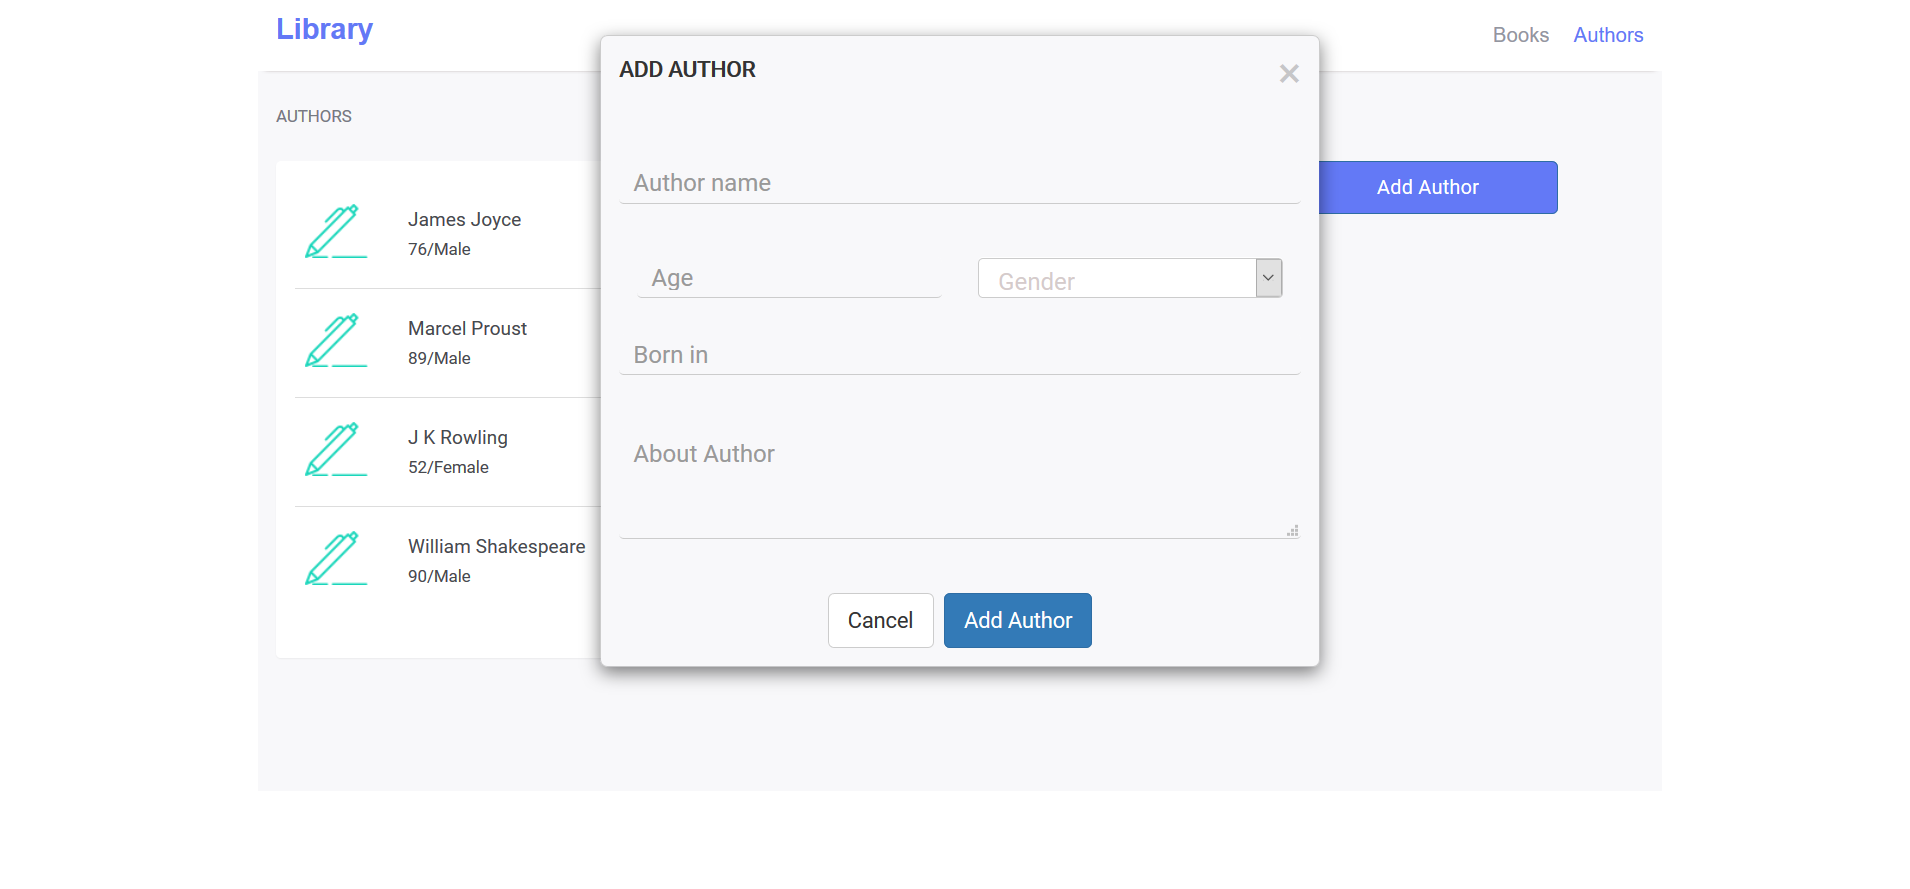 Library
Books
Authors
AUTHORS
James Joyce
76/Male
Marcel Proust
89/Male
J K Rowling
52/Female
William Shakespeare
90/Male
Add Author
ADD AUTHOR
Author name
Age
Gender
Born in
About Author
Cancel
Add Author